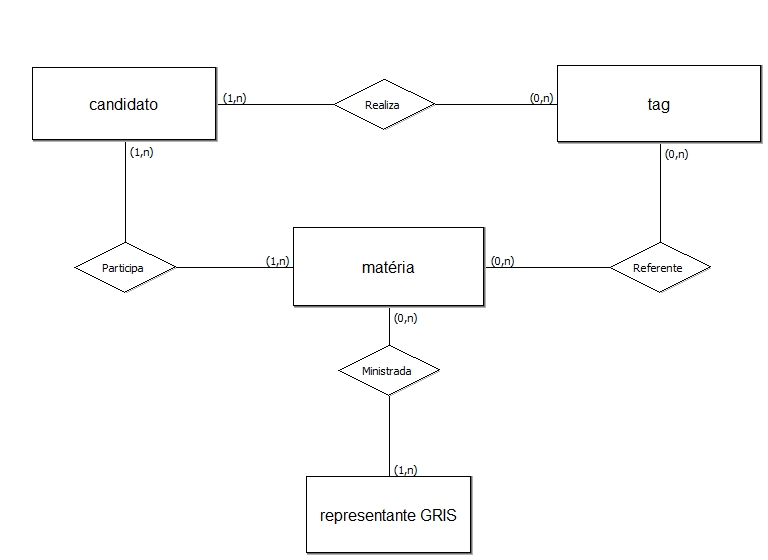 candidato
(1,n)
Realiza
(0,n)
tag
(1,n)
(0,n)
Participa
(1,n)
matéria
(0,n)
Referente
(0,n)
Ministrada
(1,n)
representante GRIS